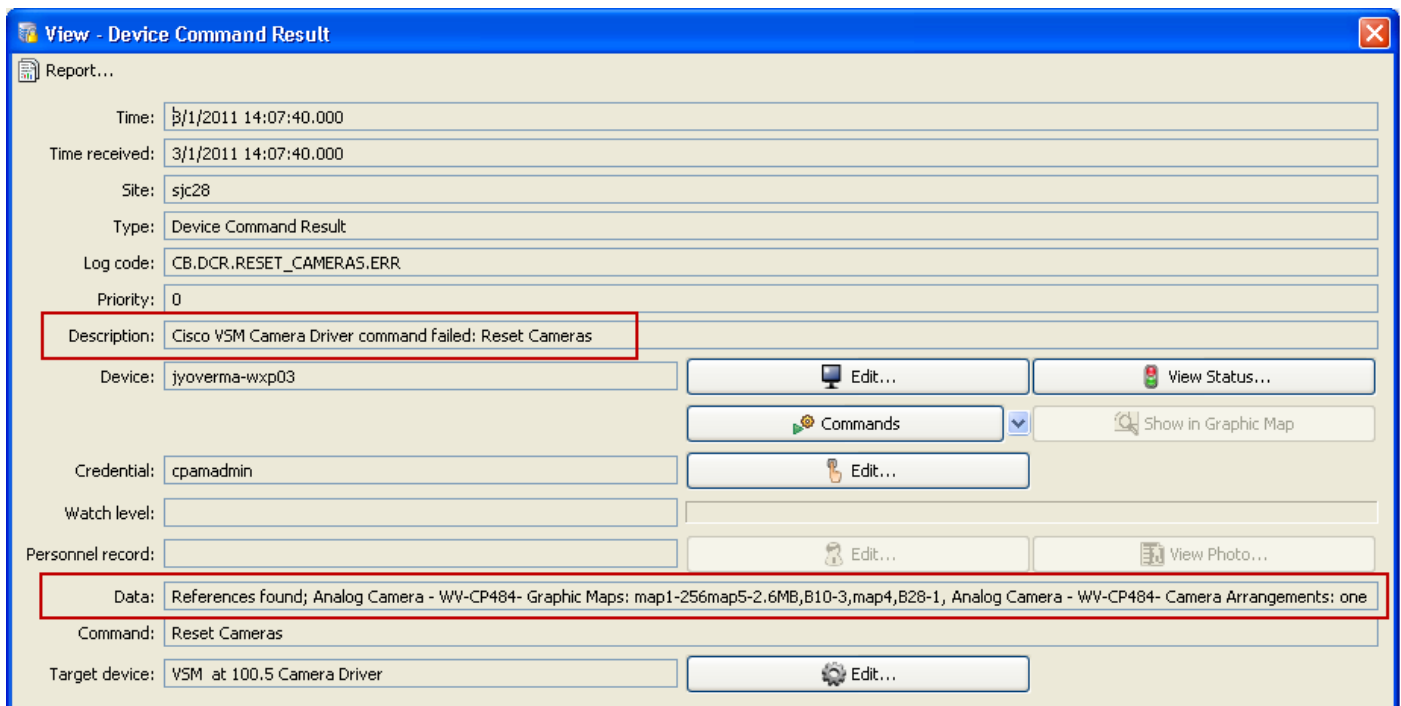 View - Device Command Result
Report...
Time: 3/1/2011 14:07:40.000
Time received: 3/1/2011 14:07:40.000
Site: sjc28
Type: Device Command Result
Log code: CB.DCR.RESET_CAMERAS.ERR
Priority: 0
Description: Cisco VSM Camera Driver command failed: Reset Cameras
Device: jyoverma-wxp03 Edit... View Status...
Commands Show in Graphic Map
Credential: cpamadmin Edit...
Watch level:
Personnel record: Edit... View Photo...
Data: References found; Analog Camera - WV-CP484- Graphic Maps: map1-256map5-2.6MB,B10-3,map4,B28-1, Analog Camera - WV-CP484- Camera Arrangements: one
Command: Reset Cameras
Target device: VSM at 100.5 Camera Driver Edit...